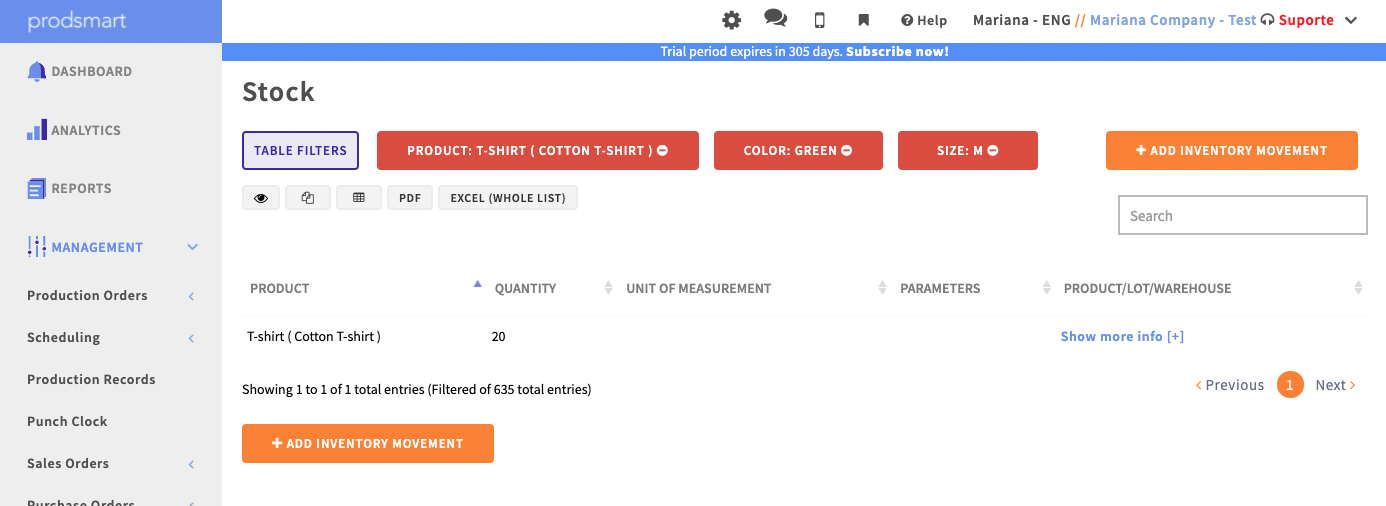 prodsmart
Help
Mariana - ENG // Mariana Company - Test Suporte
Trial period expires in 305 days. Subscribe now!
DASHBOARD
ANALYTICS
REPORTS
MANAGEMENT
Production Orders
Scheduling
Production Records
Punch Clock
Sales Orders
Purchase Orders
Stock
TABLE FILTERS
PRODUCT: T-SHIRT ( COTTON T-SHIRT )
COLOR: GREEN
SIZE: M
+ ADD INVENTORY MOVEMENT
PDF
EXCEL (WHOLE LIST)
Search
PRODUCT QUANTITY UNIT OF MEASUREMENT PARAMETERS PRODUCT/LOT/WAREHOUSE
T-shirt ( Cotton T-shirt ) 20 Show more info [+]
Showing 1 to 1 of 1 total entries (Filtered of 635 total entries)
< Previous 1 Next >
+ ADD INVENTORY MOVEMENT